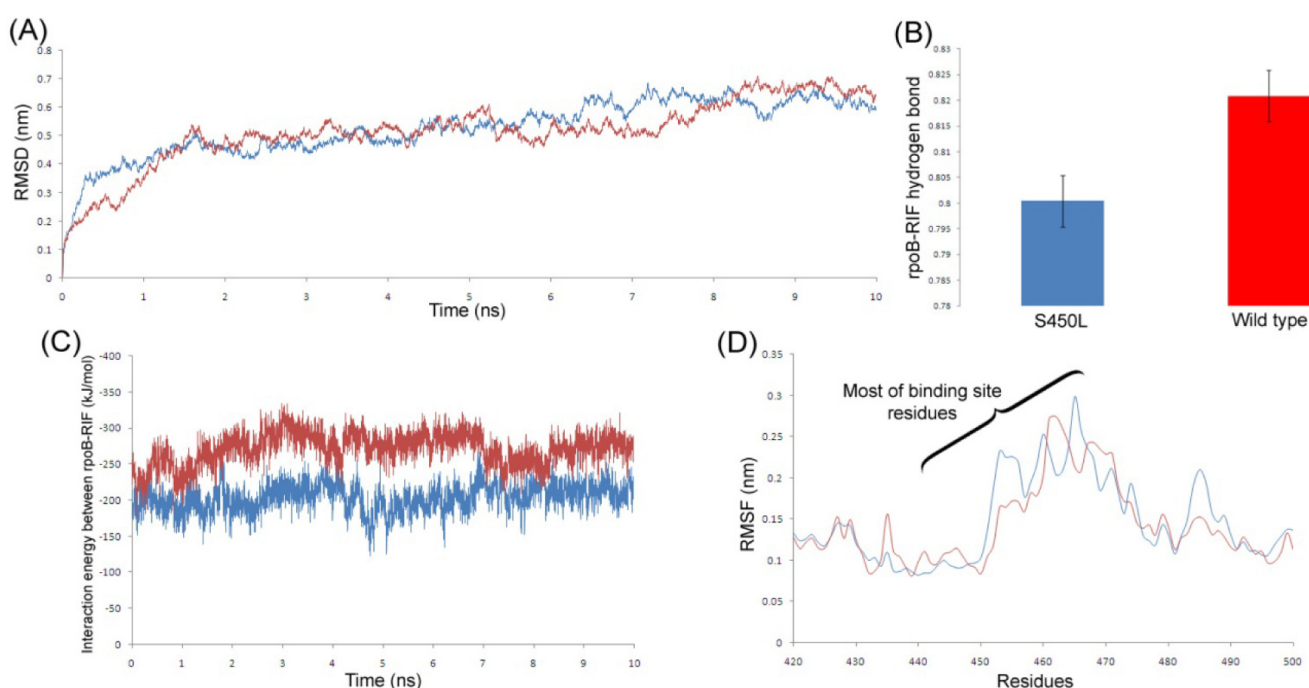 (A)
0.8
0.7
0.6
0.5
0.4
0.3
0.2
0.1
0
RMSD (nm)
0 1 2 3 4 5 6 7 8 9 10
Time (ns)
(B)
0.83
0.825
0.82
0.815
0.81
0.805
0.8
0.795
0.79
0.785
0.78
rpoB-RIF hydrogen bond
S450L Wild type
(C)
-400
-350
-300
-250
-200
-150
-100
-50
0
Interaction energy between rpoB-RIF (kJ/mol)
0 1 2 3 4 5 6 7 8 9 10
Time (ns)
(D)
0.35
0.3
0.25
0.2
0.15
0.1
0.05
0
RMSF (nm)
Most of binding site
residues
420 430 440 450 460 470 480 490 500
Residues